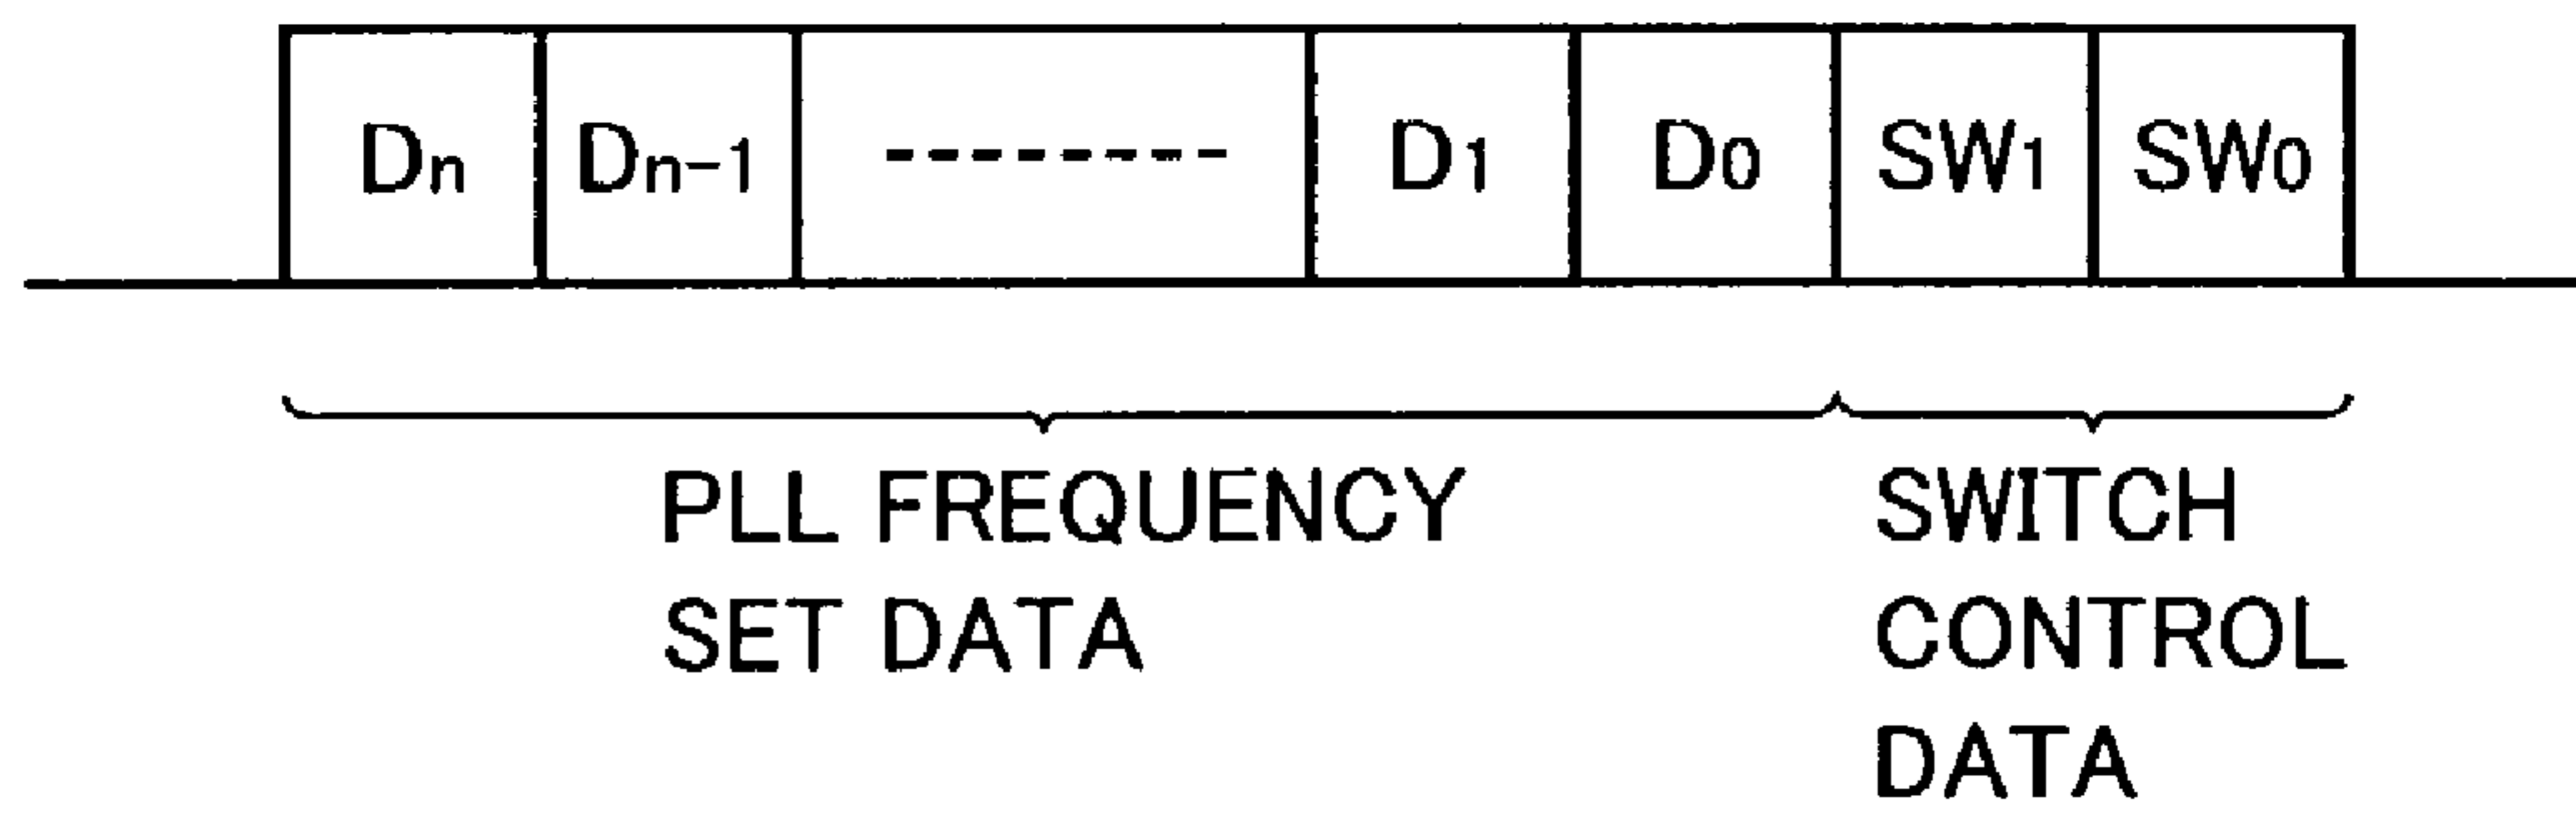 Dn Dn-1 -------- D1 D0 SW1 SW0
PLL FREQUENCY SWITCH
SET DATA CONTROL
DATA